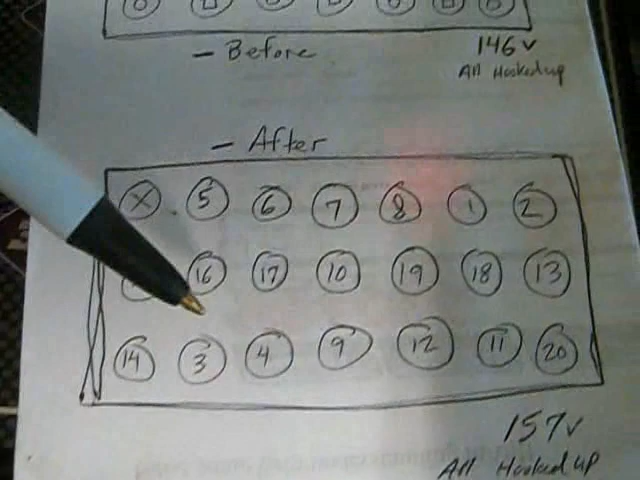 - Before
146v
All Hooked up
- After
X 5 6 7 8 1 2
16 17 10 19 18 13
14 3 4 9 12 11 20
157v
All Hooked up